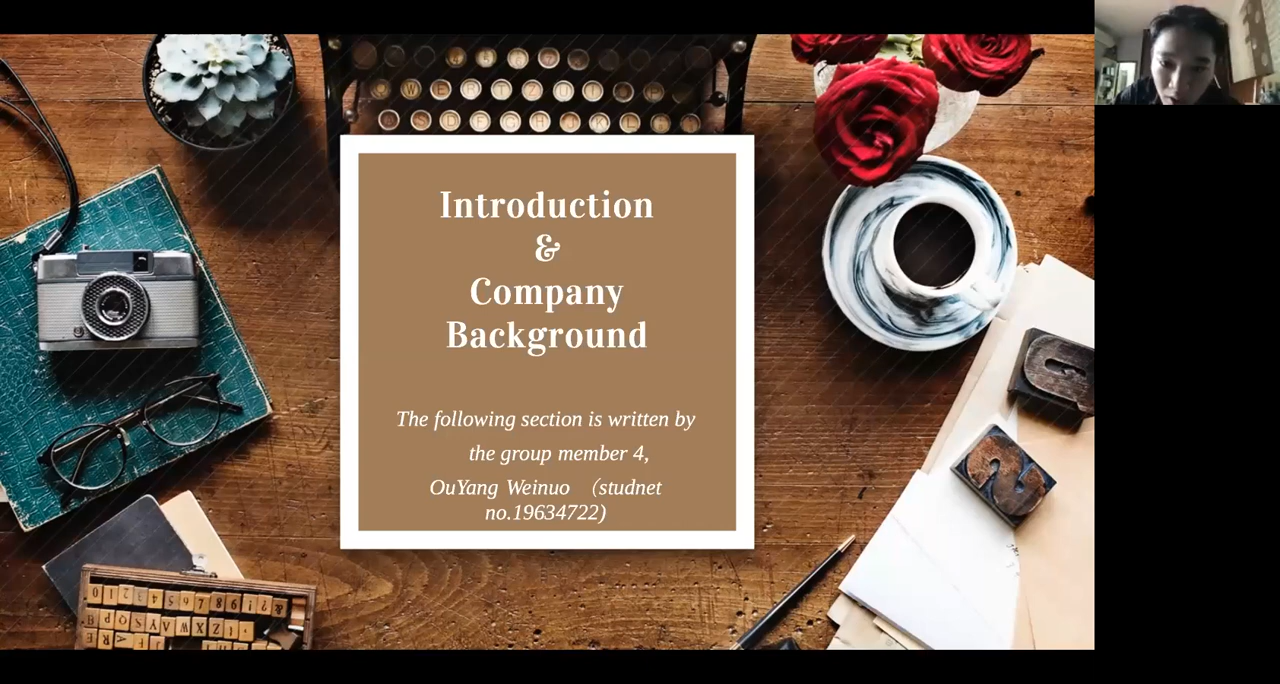 Introduction
&
Company
Background
The following section is written by
the group member 4,
OuYang Weinuo （studnet
no.19634722)